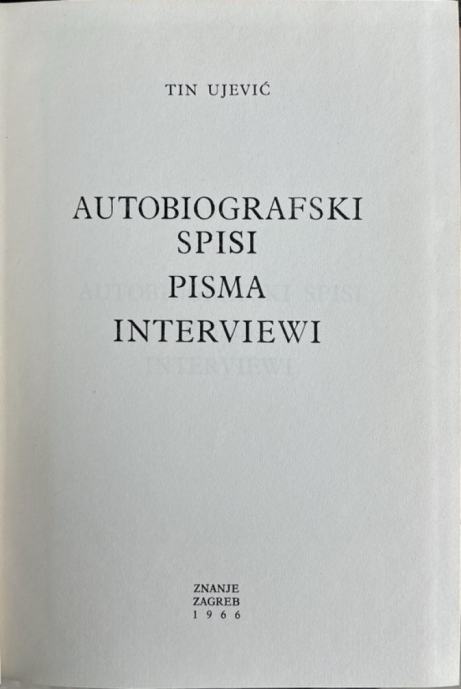 TIN UJEVIĆ
AUTOBIOGRAFSKI
SPISI
PISMA
INTERVIEWI
ZNANJE
ZAGREB
1966